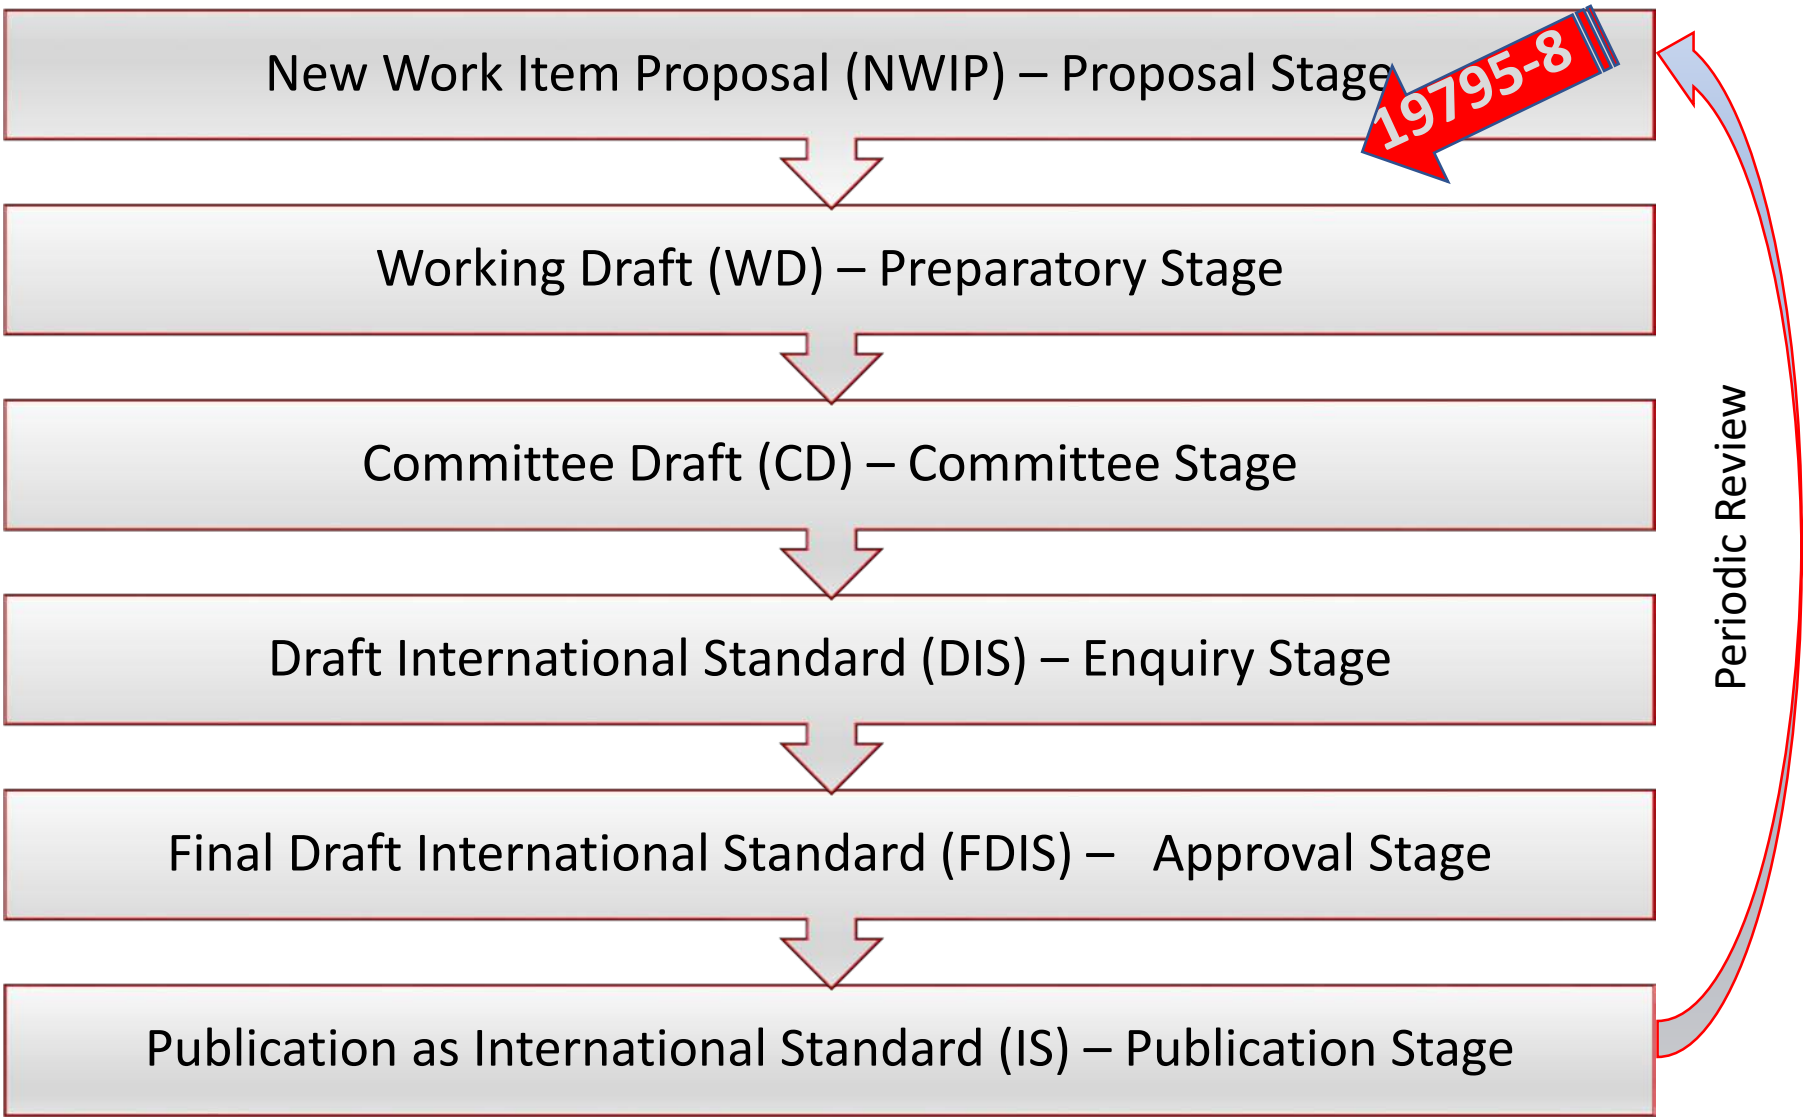 New Work Item Proposal (NWIP) – Proposal Stage
19795-8
Working Draft (WD) – Preparatory Stage
Committee Draft (CD) – Committee Stage
Periodic Review
Draft International Standard (DIS) – Enquiry Stage
Final Draft International Standard (FDIS) – Approval Stage
Publication as International Standard (IS) – Publication Stage